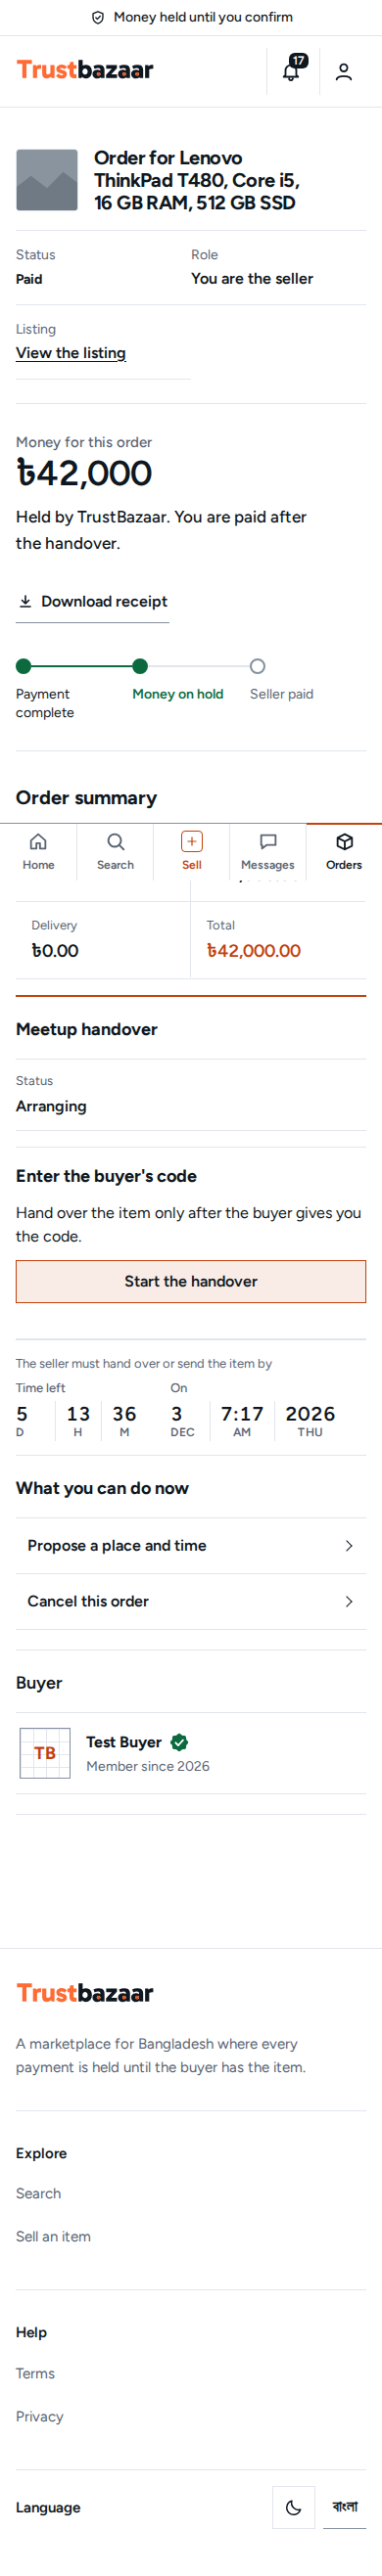 Money held until you confirm
Trustbazaar
17
Order for Lenovo
ThinkPad T480, Core i5,
16 GB RAM, 512 GB SSD
Status
Role
Paid
You are the seller
Listing
View the listing
Money for this order
৳42,000
Held by TrustBazaar. You are paid after
the handover.
Download receipt
Payment
complete
Money on hold
Seller paid
Order summary
Home
Search
Sell
Messages
Orders
Delivery
Total
৳0.00
৳42,000.00
Meetup handover
Status
Arranging
Enter the buyer's code
Hand over the item only after the buyer gives you
the code.
Start the handover
The seller must hand over or send the item by
Time left
On
5 13 36 3 7:17 2026
D H M DEC AM THU
What you can do now
Propose a place and time
Cancel this order
Buyer
TB
Test Buyer
Member since 2026
Trustbazaar
A marketplace for Bangladesh where every
payment is held until the buyer has the item.
Explore
Search
Sell an item
Help
Terms
Privacy
Language
বাংলা